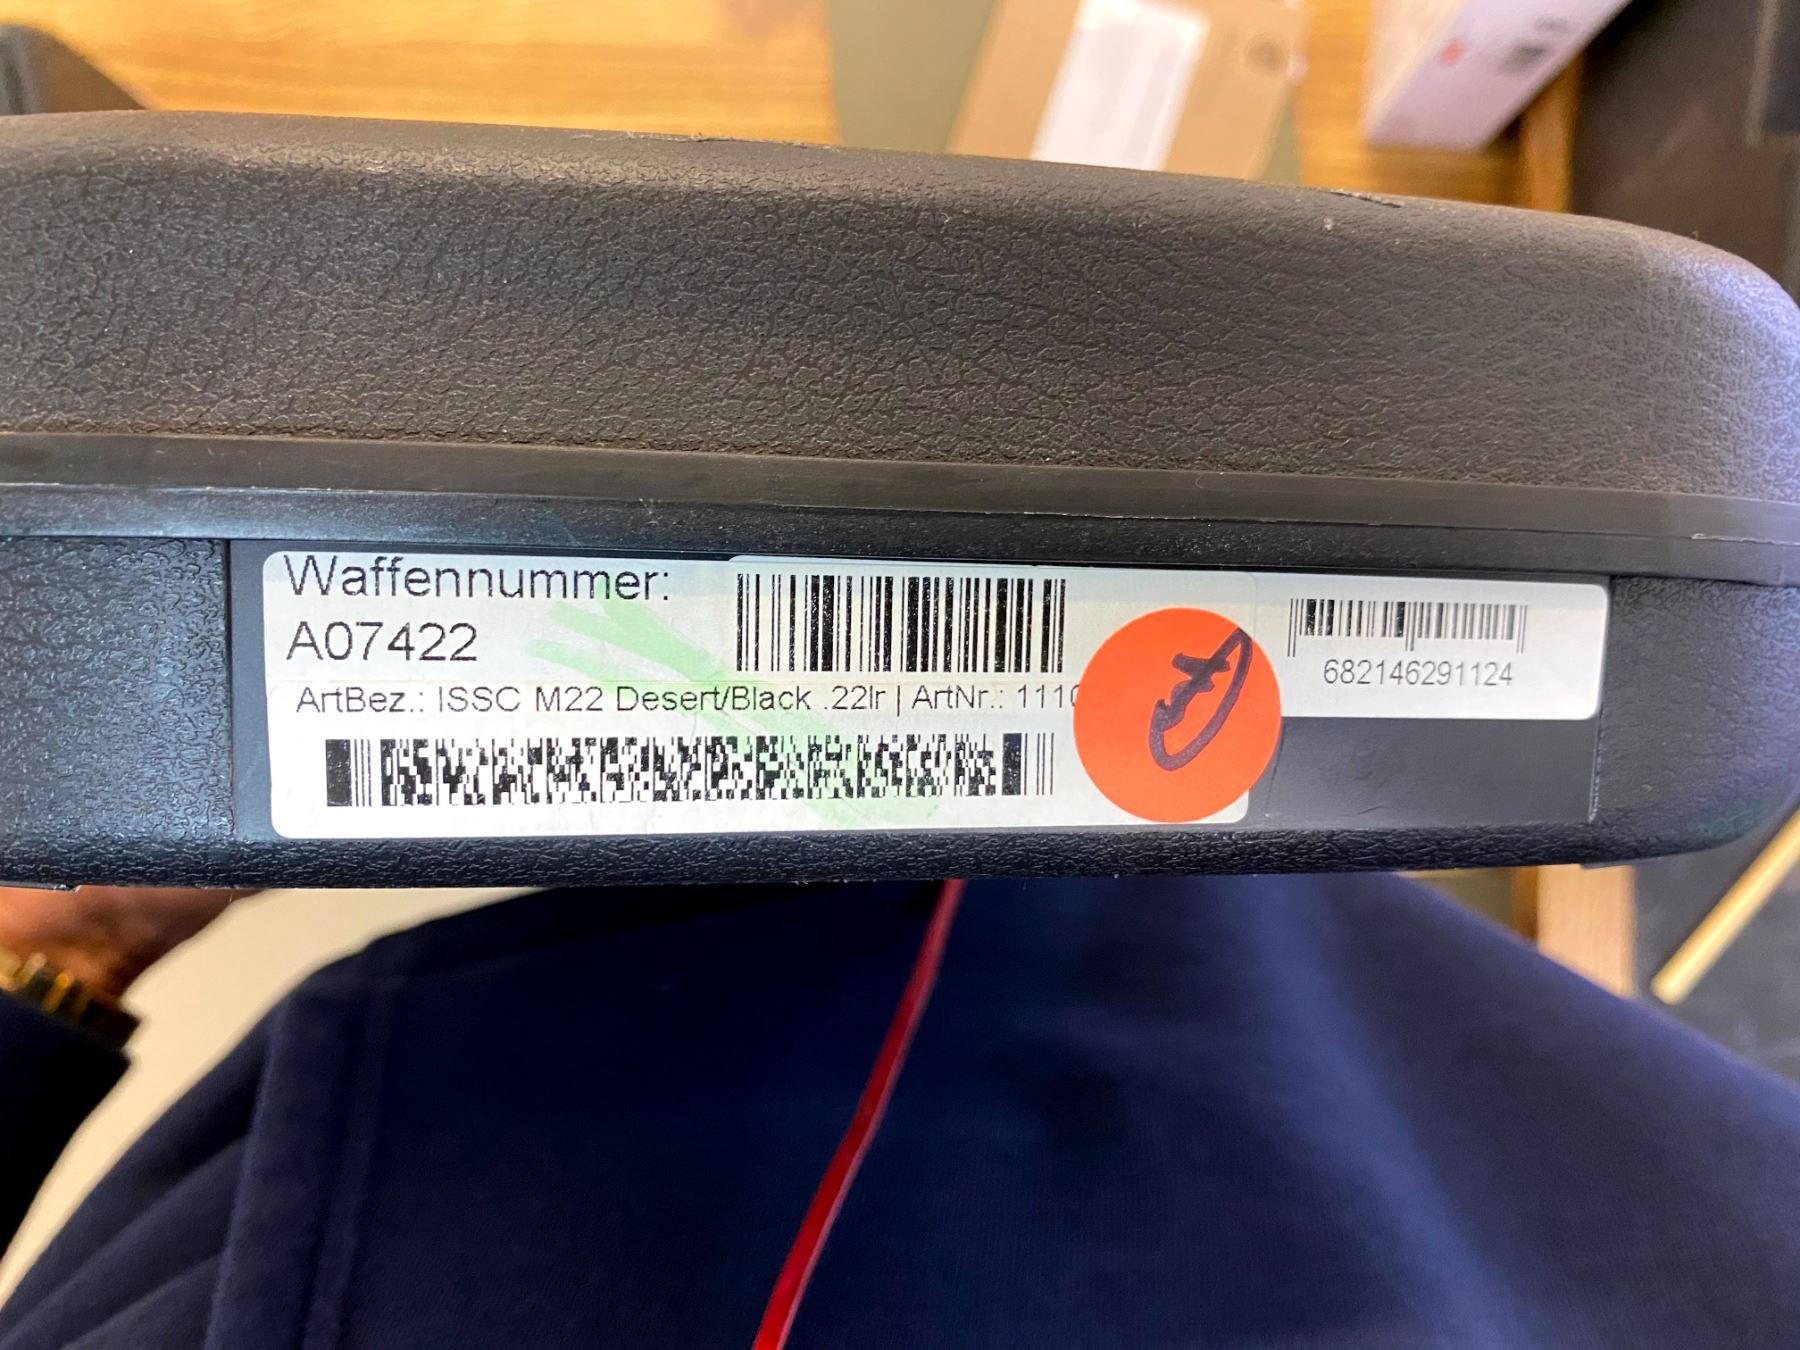 Waffennummer:
A07422
ArtBez.: ISSC M22 Desert/Black .22lr | ArtNr.: 1110
682146291124